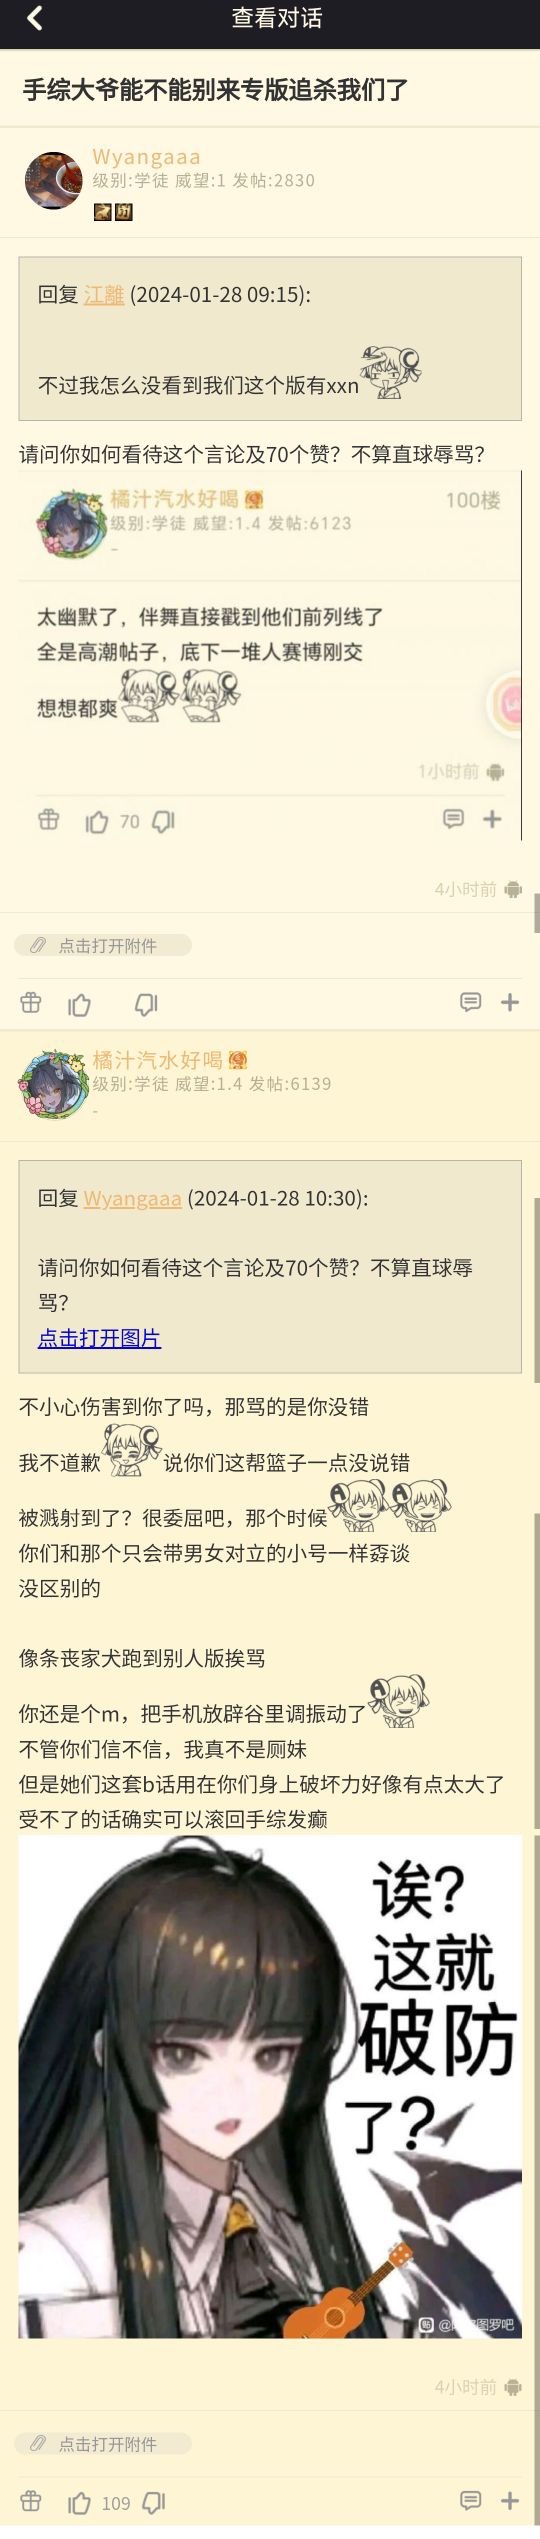 查看对话
手综大爷能不能别来专版追杀我们了
Wyangaaa
级别:学徒 威望:1 发帖:2830
回复 江離 (2024-01-28 09:15):
不过我怎么没看到我们这个版有xxn
请问你如何看待这个言论及70个赞？不算直球辱骂？
橘汁汽水好喝
100楼
级别:学徒 威望:1.4 发帖:6123
-
太幽默了，伴舞直接戳到他们前列线了
全是高潮帖子，底下一堆人赛博刚交
想想都爽
1小时前
70
4小时前
点击打开附件
橘汁汽水好喝
级别:学徒 威望:1.4 发帖:6139
-
回复 Wyangaaa (2024-01-28 10:30):
请问你如何看待这个言论及70个赞？不算直球辱
骂？
点击打开图片
不小心伤害到你了吗，那骂的是你没错
我不道歉 说你们这帮篮子一点没说错
被溅射到了？很委屈吧，那个时候
你们和那个只会带男女对立的小号一样孬谈
没区别的
像条丧家犬跑到别人版挨骂
你还是个m，把手机放辟谷里调振动了
不管你们信不信，我真不是厕妹
但是她们这套b话用在你们身上破坏力好像有点太大了
受不了的话确实可以滚回手综发癫
诶？
这就
破防
了？
图罗吧
4小时前
点击打开附件
109